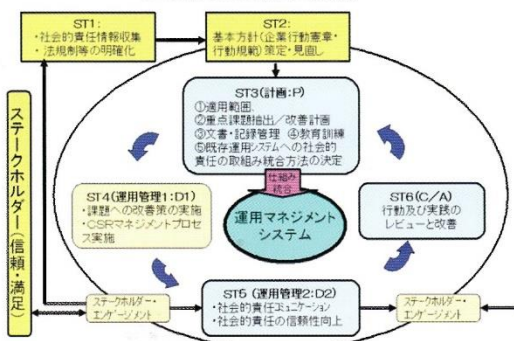 ST1:
・社会的責任情報収集
・法規制等の明確化
ST2:
基本方針(企業行動憲章・
行動規範)策定・見直し
ST3(計画:P)
①適用範囲、
②重点課題抽出/改善計画
③文書・記録管理 ④教育訓練
⑤既存運用システムへの社会的
責任の取組み統合方法の決定
仕組み
統合
運用マネジメント
システム
ST4(運用管理1:D1)
・課題への改善策の実施
・CSRマネジメントプロセ
ス実施
ST6(C/A)
行動及び実践の
レビューと改善
ST5(運用管理2:D2)
・社会的責任コミュニケーション
・社会的責任の信頼性向上
ステークホルダー・
エンゲージメント
ステークホルダー・
エンゲージメント
ステークホルダー(信頼・満足)